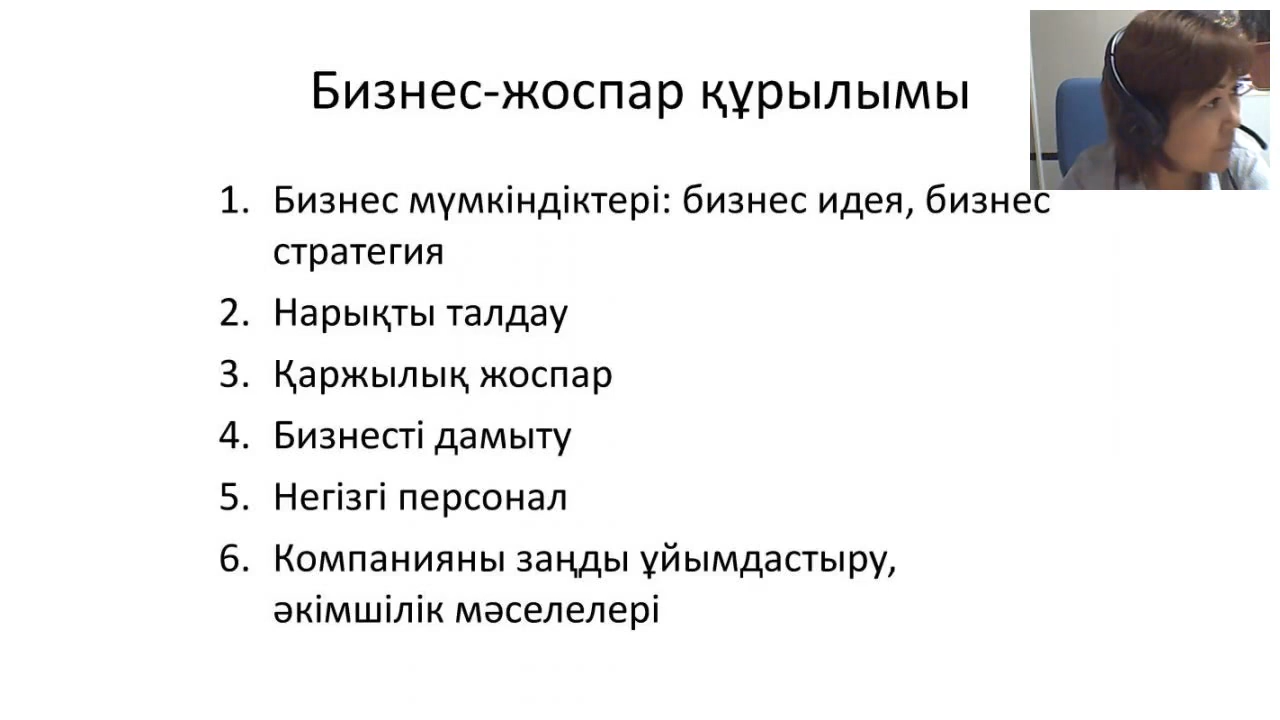 Бизнес-жоспар құрылымы
1. Бизнес мүмкіндіктері: бизнес идея, бизнес
стратегия
2. Нарықты талдау
3. Қаржылық жоспар
4. Бизнесті дамыту
5. Негізгі персонал
6. Компанияны заңды ұйымдастыру,
әкімшілік мәселелері